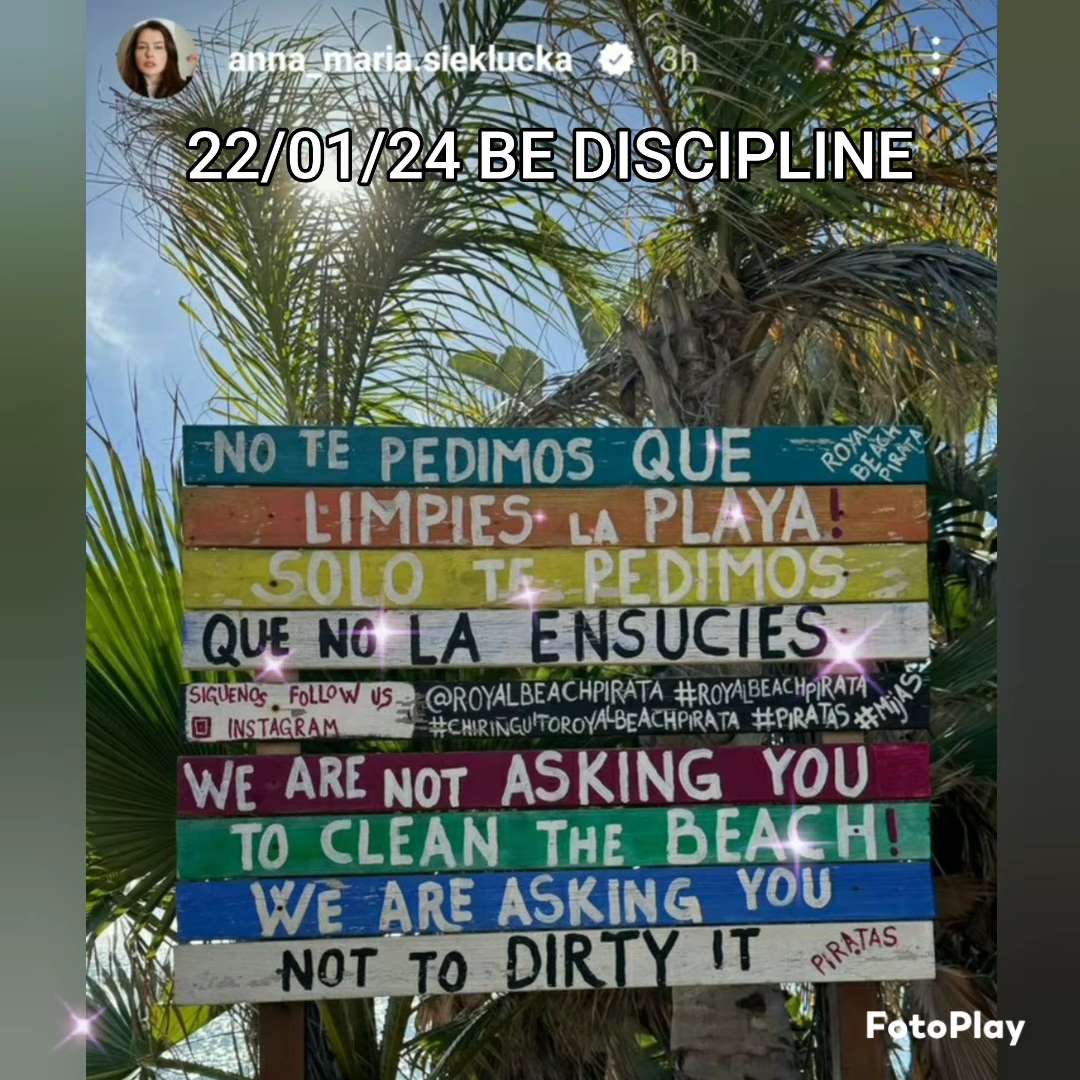 anna_maria.sieklucka 3h
22/01/24 BE DISCIPLINE
NO TE PEDIMOS QUE
ROYAL
BEACH
PIRATA
LIMPIES LA PLAYA!
SOLO TE PEDIMOS
QUE NO LA ENSUCIES
SIGUENOS FOLLOW US
INSTAGRAM
@ROYALBEACHPIRATA #ROYALBEACHPIRATA
#CHIRINGUITOROYALBEACHPIRATA #PIRATAS #MIJAS
WE ARE NOT ASKING YOU
TO CLEAN THE BEACH!
WE ARE ASKING YOU
NOT TO DIRTY IT
PIRATAS
FotoPlay